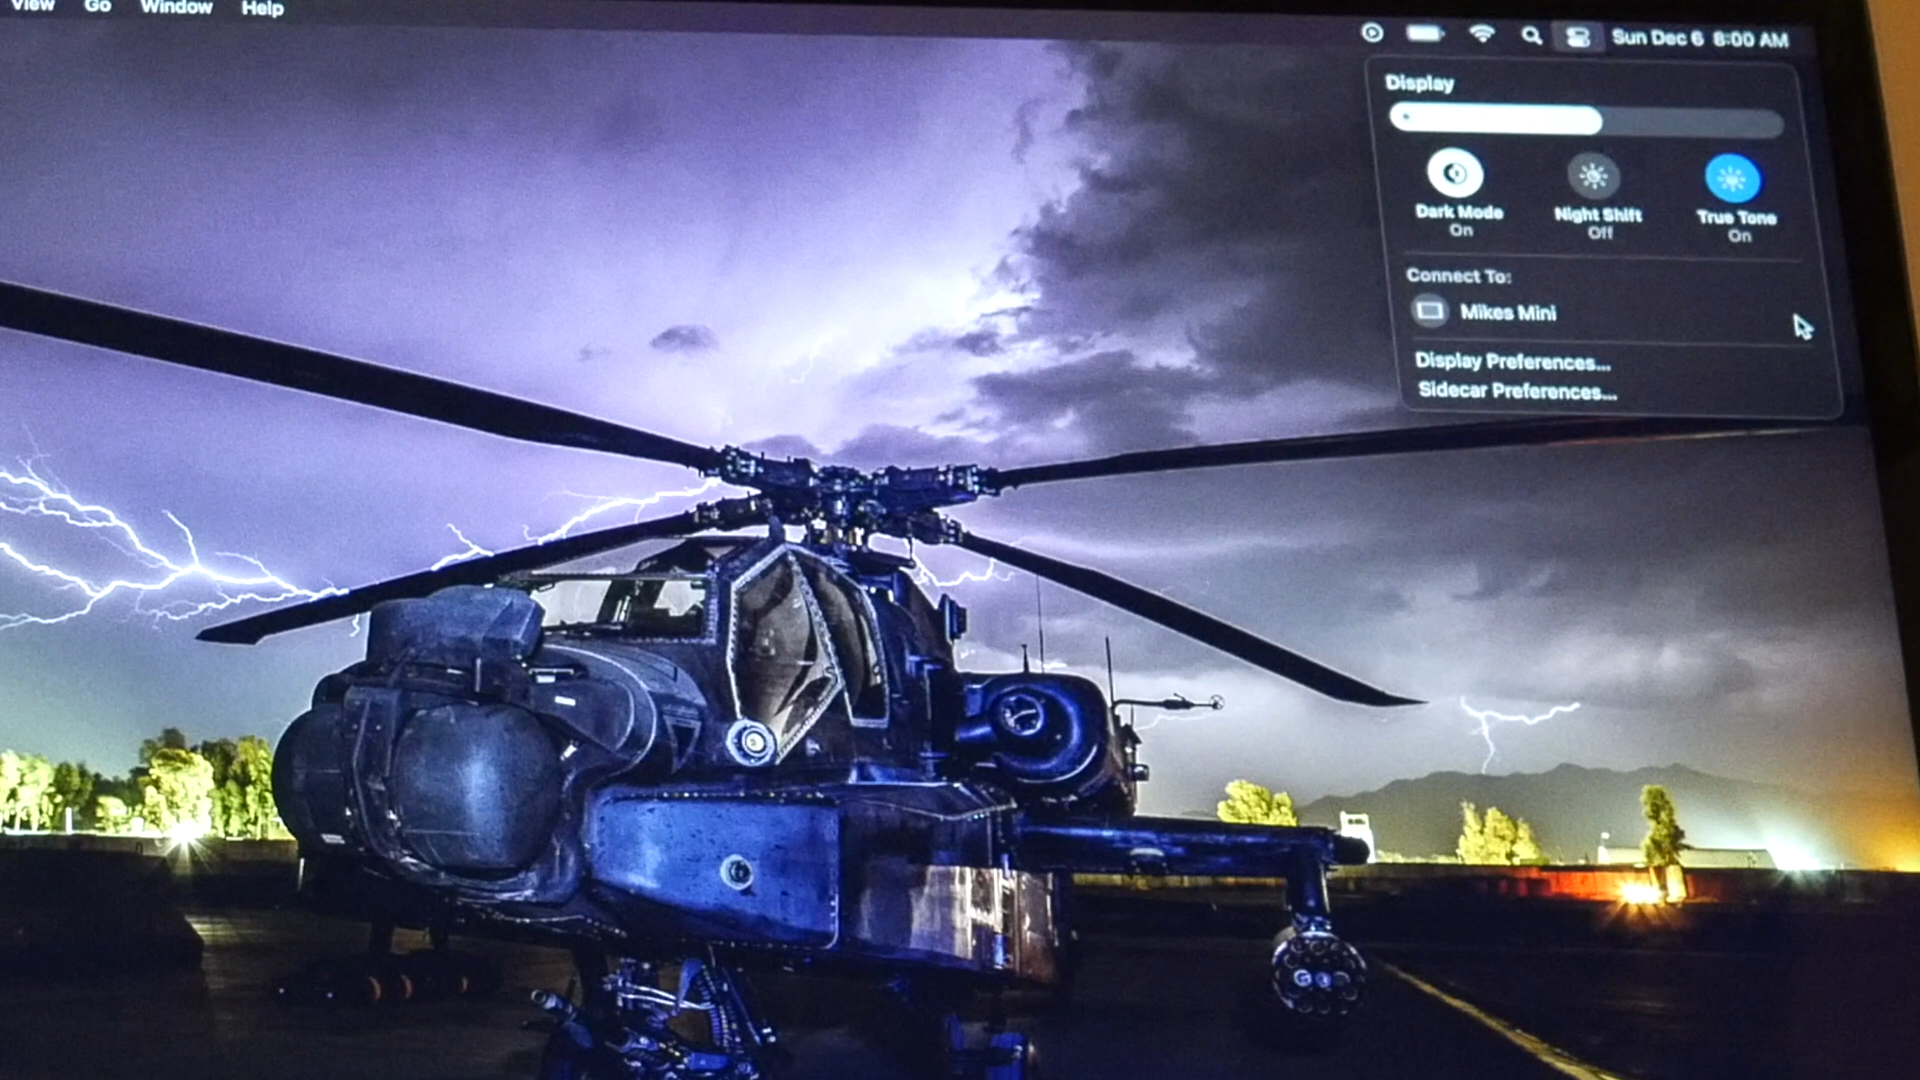 View Go Window Help
Sun Dec 6 8:00 AM
Display
Dark Mode
On
Night Shift
Off
True Tone
On
Connect To:
Mikes Mini
Display Preferences...
Sidecar Preferences...